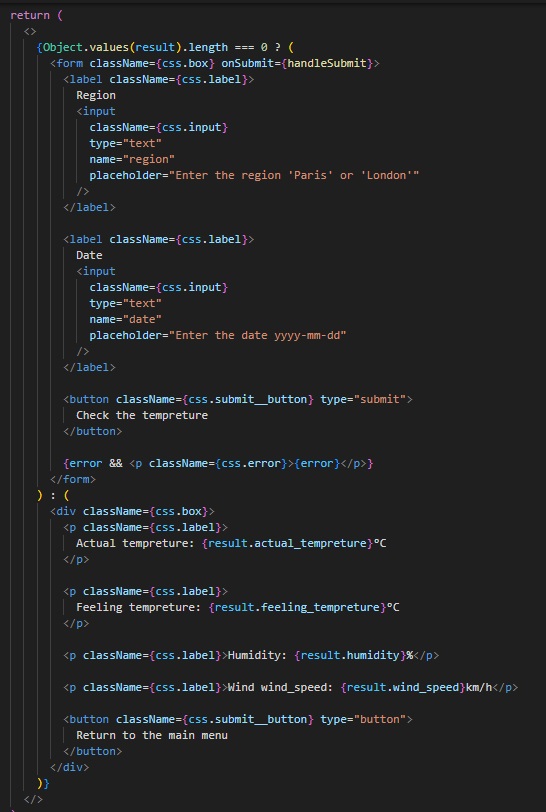 return (
<>
{Object.values(result).length === 0 ? (
<form className={css.box} onSubmit={handleSubmit}>
<label className={css.label}>
Region
<input
className={css.input}
type="text"
name="region"
placeholder="Enter the region 'Paris' or 'London'"
/>
</label>
<label className={css.label}>
Date
<input
className={css.input}
type="text"
name="date"
placeholder="Enter the date yyyy-mm-dd"
/>
</label>
<button className={css.submit__button} type="submit">
Check the tempreture
</button>
{error && <p className={css.error}>{error}</p>}
</form>
) : (
<div className={css.box}>
<p className={css.label}>
Actual tempreture: {result.actual_tempreture}°C
</p>
<p className={css.label}>
Feeling tempreture: {result.feeling_tempreture}°C
</p>
<p className={css.label}>Humidity: {result.humidity}%</p>
<p className={css.label}>Wind wind_speed: {result.wind_speed}km/h</p>
<button className={css.submit__button} type="button">
Return to the main menu
</button>
</div>
)}
</>